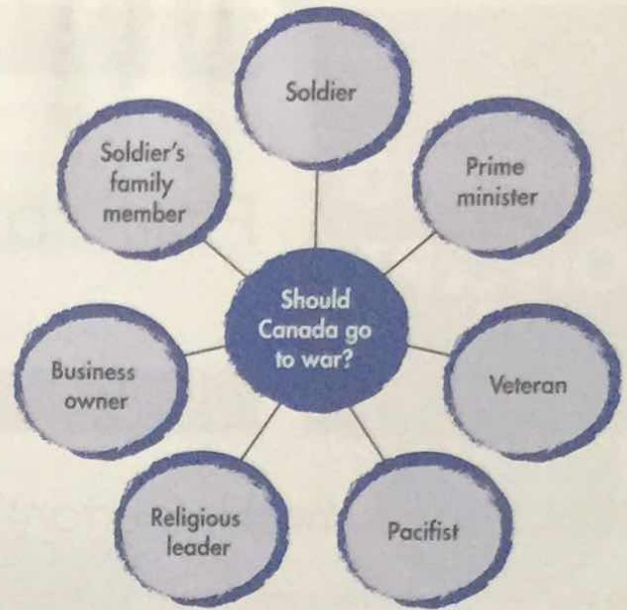 Soldier
Prime
minister
Veteran
Pacifist
Religious
leader
Business
owner
Soldier's
family
member
Should
Canada go
to war?